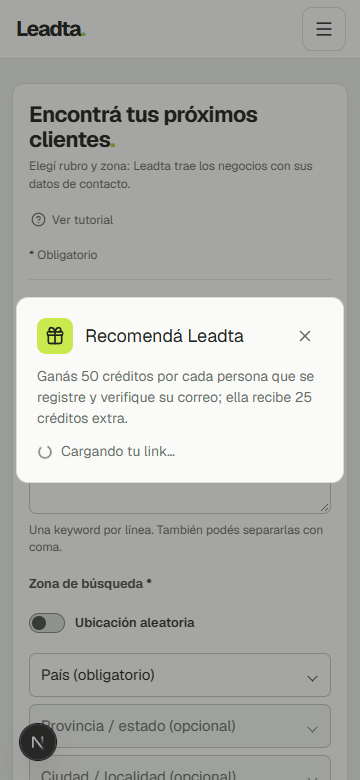 Leadta.
Encontrá tus próximos
clientes.
Elegí rubro y zona: Leadta trae los negocios con sus
datos de contacto.
Ver tutorial
* Obligatorio
Recomendá Leadta
Ganás 50 créditos por cada persona que se
registre y verifique su correo; ella recibe 25
créditos extra.
Cargando tu link…
Una keyword por línea. También podés separarlas con
coma.
Zona de búsqueda *
Ubicación aleatoria
País (obligatorio)
Provincia / estado (opcional)
Ciudad / localidad (opcional)
N